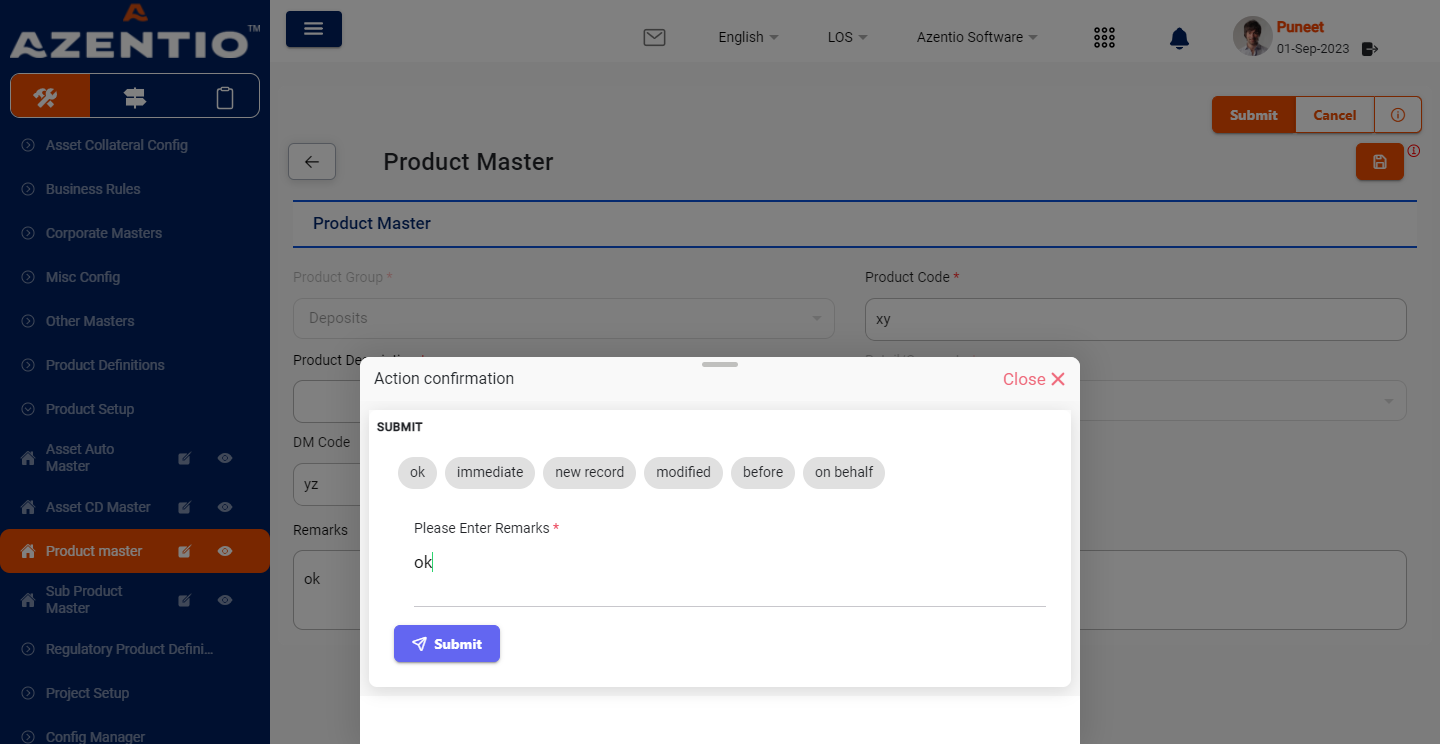 AZENTIO™
English
LOS
Azentio Software
Puneet
01-Sep-2023
Submit
Cancel
Product Master
Product Master
Asset Collateral Config
Business Rules
Corporate Masters
Misc Config
Other Masters
Product Definitions
Product Setup
Asset Auto
Master
Asset CD Master
Product master
Sub Product
Master
Regulatory Product Defini...
Project Setup
Config Manager
Product Group *
Deposits
Product Code *
xy
Product
DM Code
yz
Remarks
ok
Action confirmation
Close
SUBMIT
ok
immediate
new record
modified
before
on behalf
Please Enter Remarks *
ok
Submit